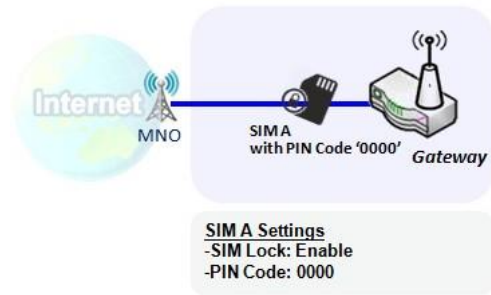 Internet
MNO
SIM A
with PIN Code ‘0000’
Gateway
SIM A Settings
-SIM Lock: Enable
-PIN Code: 0000